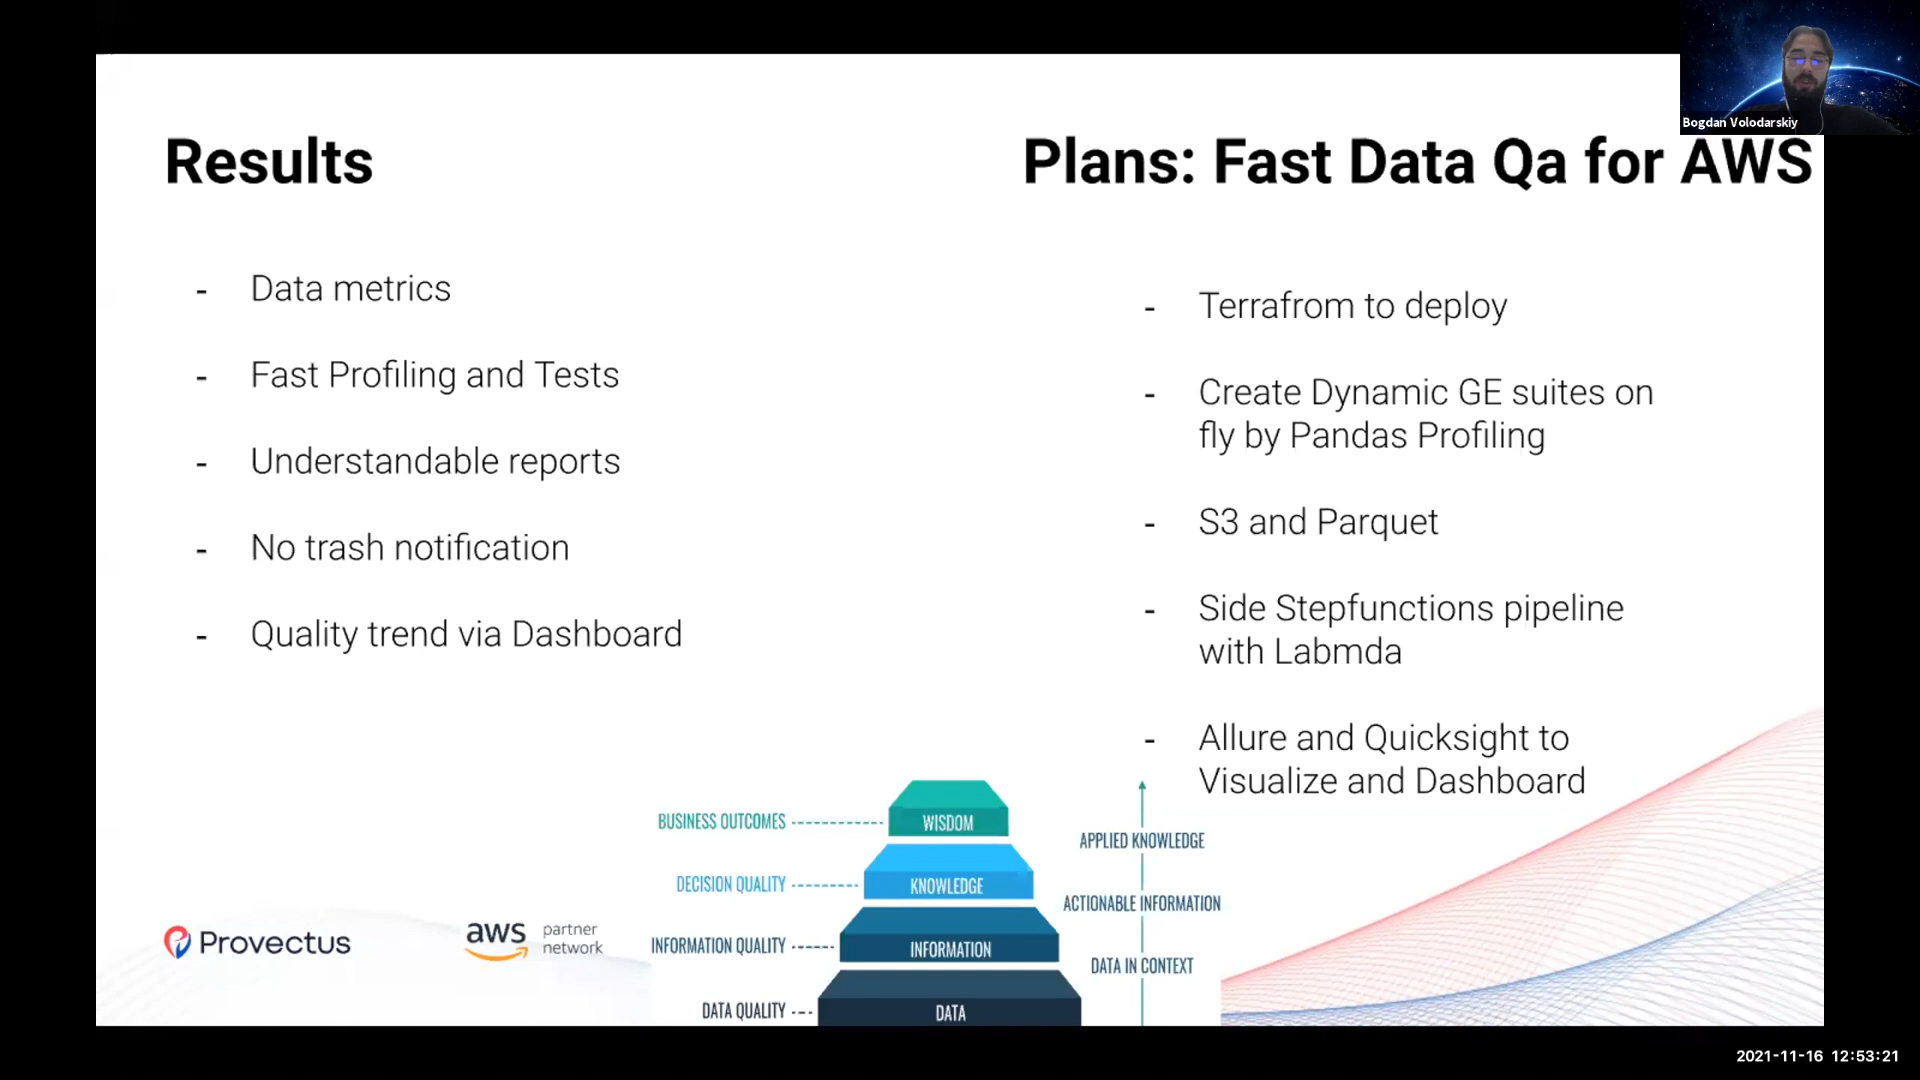 Bogdan Volodarskiy
Results
- Data metrics
- Fast Profiling and Tests
- Understandable reports
- No trash notification
- Quality trend via Dashboard
Plans: Fast Data Qa for AWS
- Terrafrom to deploy
- Create Dynamic GE suites on
fly by Pandas Profiling
- S3 and Parquet
- Side Stepfunctions pipeline
with Labmda
- Allure and Quicksight to
Visualize and Dashboard
BUSINESS OUTCOMES
WISDOM
APPLIED KNOWLEDGE
DECISION QUALITY
KNOWLEDGE
ACTIONABLE INFORMATION
INFORMATION QUALITY
INFORMATION
DATA IN CONTEXT
DATA QUALITY
DATA
Provectus
aws partner
network
2021-11-16 12:53:21